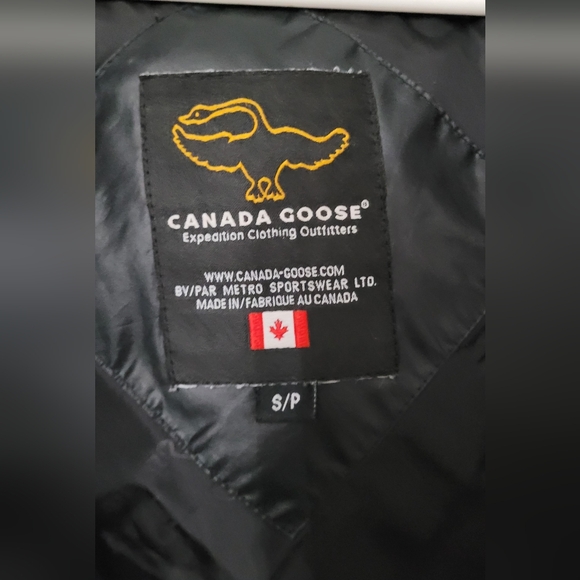 CANADA GOOSE®
Expedition Clothing Outfitters
WWW.CANADA-GOOSE.COM
BY/PAR METRO SPORTSWEAR LTD.
MADE IN/FABRIQUE AU CANADA
S/P